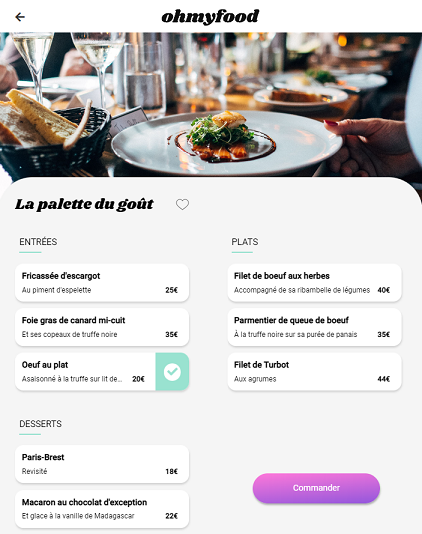 ohmyfood
La palette du goût
ENTRÉES
Fricassée d'escargot
Au piment d'espelette 25€
Foie gras de canard mi-cuit
Et ses copeaux de truffe noire 35€
Oeuf au plat
Asaisonné à la truffe sur lit de... 20€
PLATS
Filet de boeuf aux herbes
Accompagné de sa ribambelle de légumes 40€
Parmentier de queue de boeuf
À la truffe noire sur sa purée de panais 35€
Filet de Turbot
Aux agrumes 44€
DESSERTS
Paris-Brest
Revisité 18€
Macaron au chocolat d'exception
Et glace à la vanille de Madagascar 22€
Commander